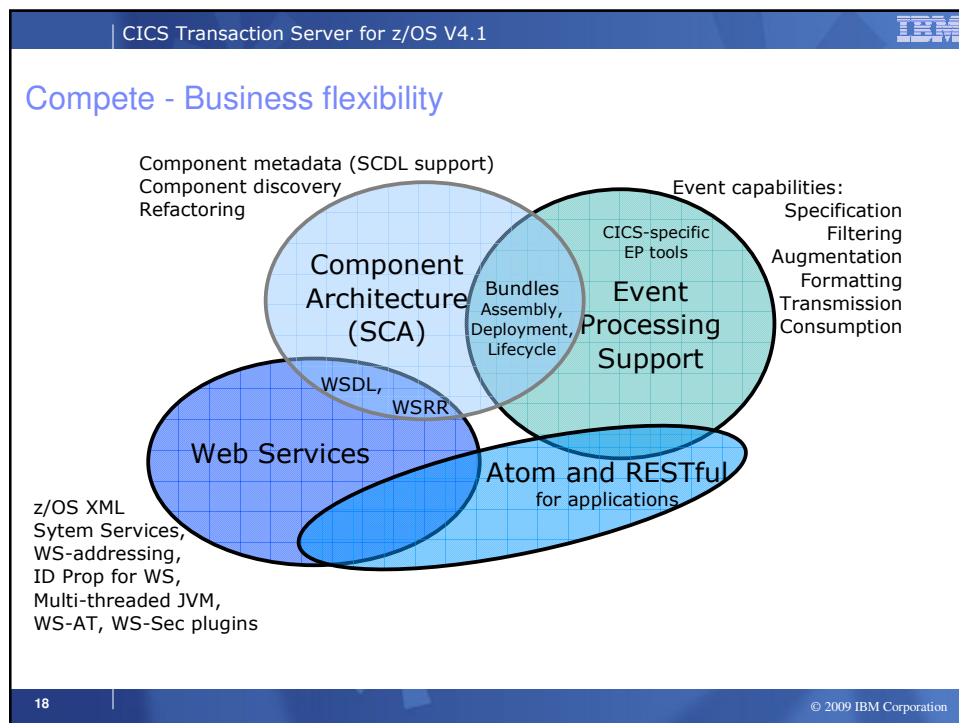 CICS Transaction Server for z/OS V4.1
IBM
Compete - Business flexibility
Component metadata (SCDL support)
Component discovery
Refactoring
Event capabilities:
Specification
Filtering
Augmentation
Formatting
Transmission
Consumption
CICS-specific
EP tools
Component
Architecture
(SCA)
Bundles
Assembly,
Deployment,
Lifecycle
Event
Processing
Support
WSDL,
WSRR
Web Services
Atom and RESTful
for applications
z/OS XML
Sytem Services,
WS-addressing,
ID Prop for WS,
Multi-threaded JVM,
WS-AT, WS-Sec plugins
18
© 2009 IBM Corporation